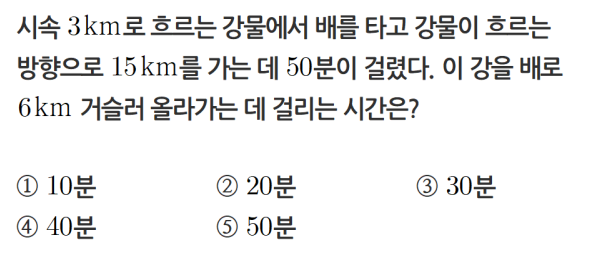 시속 3km로 흐르는 강물에서 배를 타고 강물이 흐르는
방향으로 15km를 가는 데 50분이 걸렸다. 이 강을 배로
6km 거슬러 올라가는 데 걸리는 시간은?
① 10분 ② 20분 ③ 30분
④ 40분 ⑤ 50분